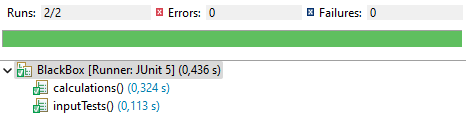 Runs: 2/2 Errors: 0 Failures: 0
BlackBox [Runner: JUnit 5] (0,436 s)
calculations() (0,324 s)
inputTests() (0,113 s)